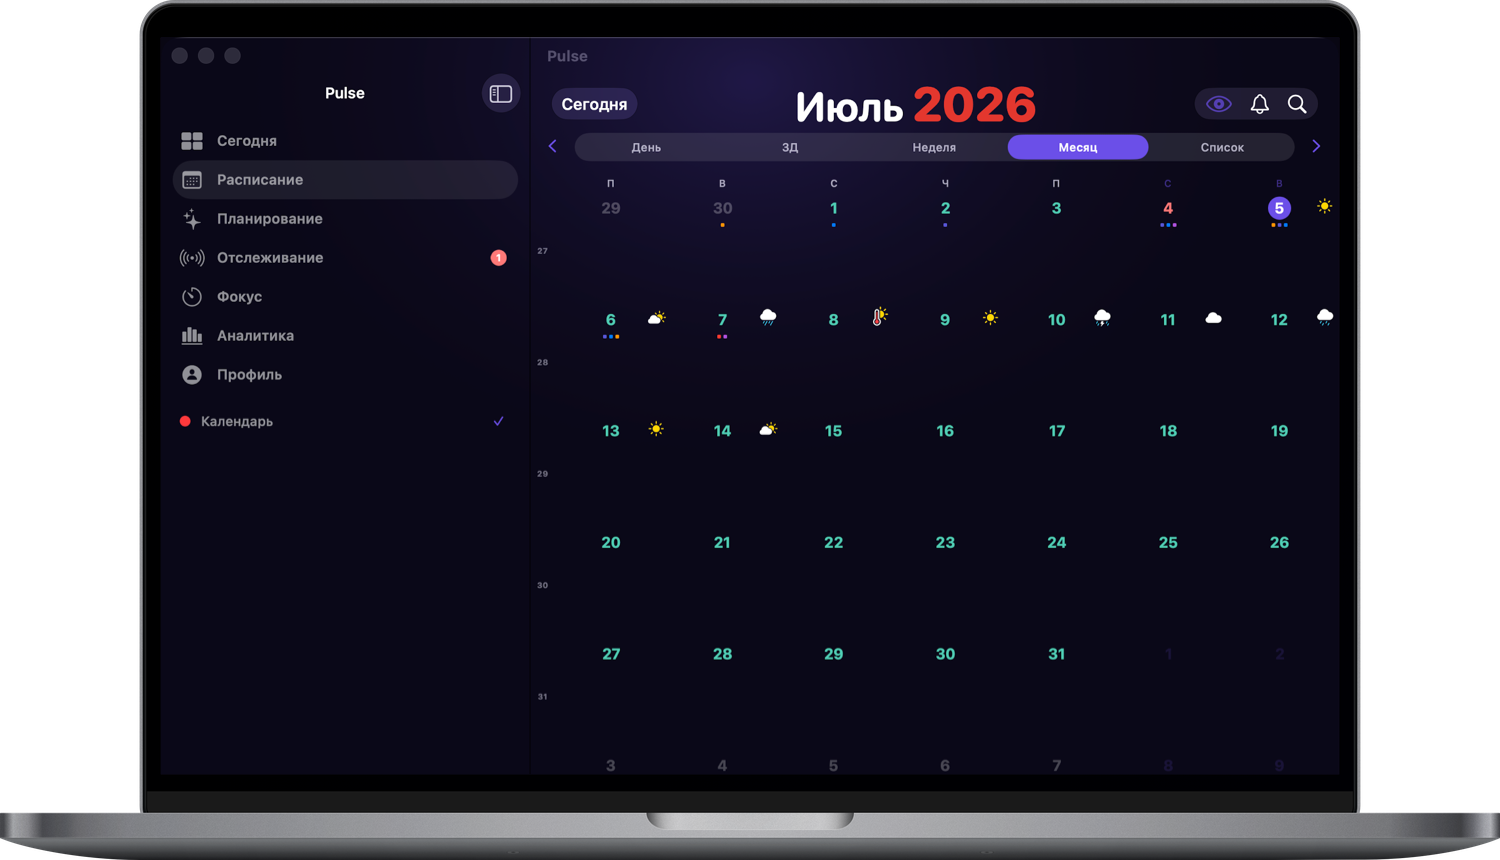 Pulse
Pulse
Сегодня
Июль 2026
Сегодня
Расписание
Планирование
Отслеживание 1
Фокус
Аналитика
Профиль
Календарь
День 3Д Неделя Месяц Список
П В С Ч П С В
29 30 1 2 3 4 5
27
6 7 8 9 10 11 12
28
13 14 15 16 17 18 19
29
20 21 22 23 24 25 26
30
27 28 29 30 31 1 2
31
3 4 5 6 7 8 9